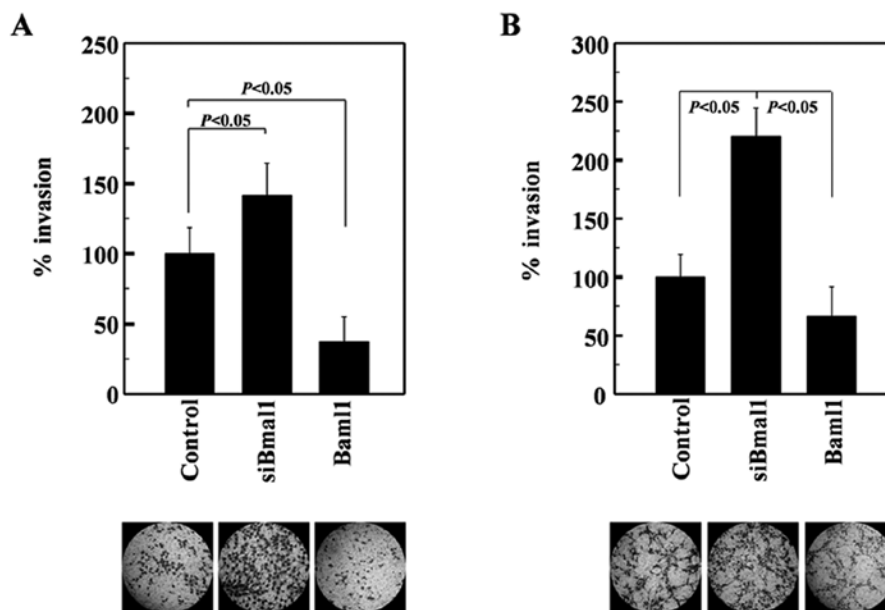 A
250
200
150
100
50
0
% invasion
P<0.05
P<0.05
Control
siBmal1
Baml1
B
300
250
200
150
100
50
0
% invasion
P<0.05 P<0.05
Control
siBmal1
Baml1